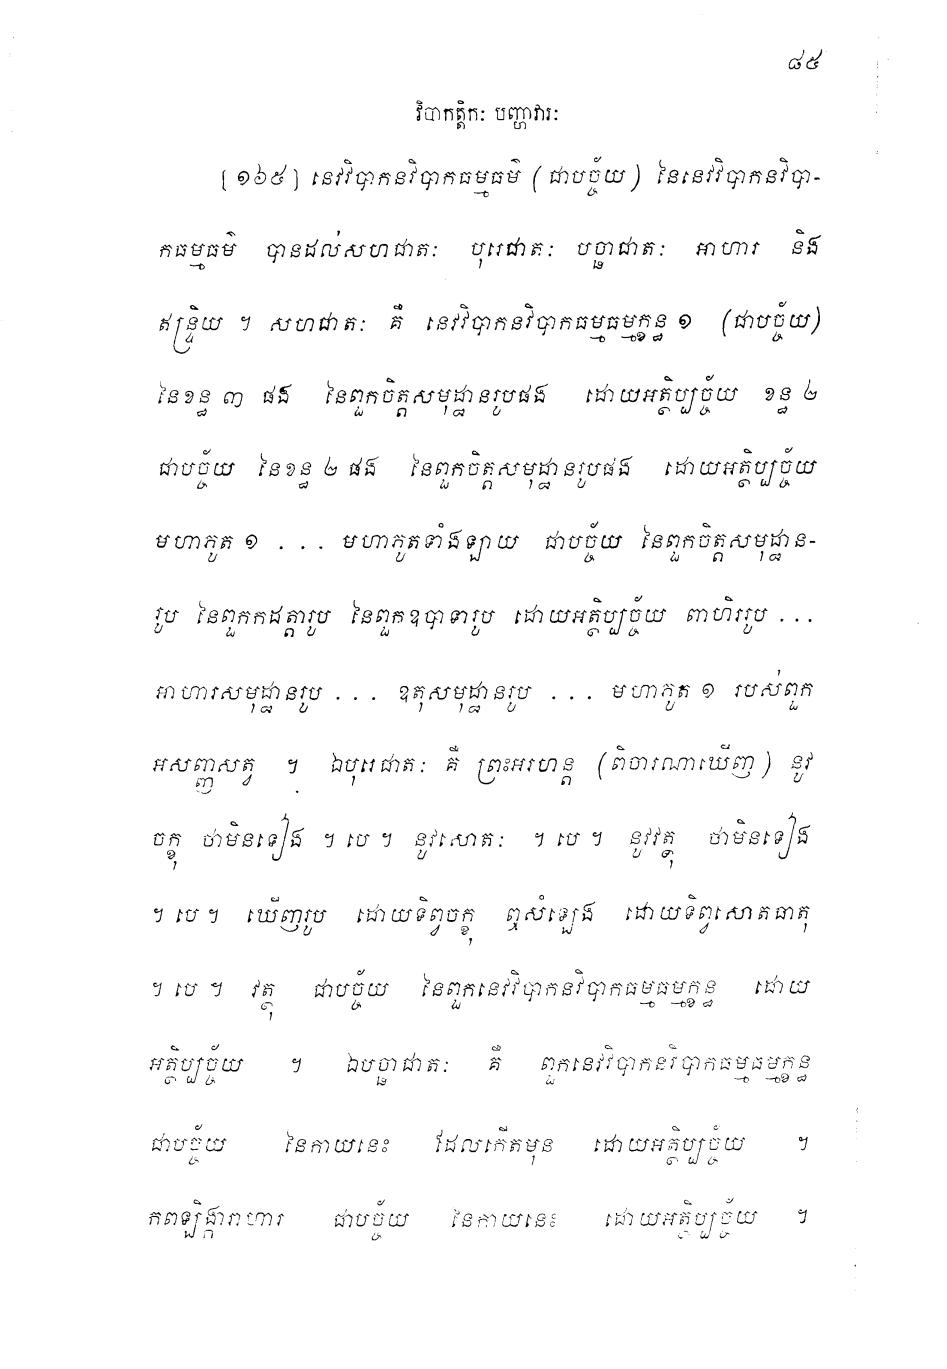 ៨៥
វិបាកត្តិកៈ បញ្ហាវារៈ
[១៦៥] នេវវិបាកនវិបាកធម្មធម៌ (ជាបច្ច័យ) នៃនេវវិបាកនវិបា-
កធម្មធម៌ បានដល់សហជាតៈ បុរេជាតៈ បច្ឆាជាតៈ អាហារ និង
ឥន្ទ្រិយ ។ សហជាតៈ គឺ នេវវិបាកនវិបាកធម្មធម្មក្ខន្ធ ១ (ជាបច្ច័យ)
នៃខន្ធ ៣ ផង នៃពួកចិត្តសមុដ្ឋានរូបផង ដោយអត្ថិប្បច្ច័យ ខន្ធ ២
ជាបច្ច័យ នៃខន្ធ ២ ផង នៃពួកចិត្តសមុដ្ឋានរូបផង ដោយអត្ថិប្បច្ច័យ
មហាភូត ១ . . . មហាភូតទាំងឡាយ ជាបច្ច័យ នៃពួកចិត្តសមុដ្ឋាន-
រូប នៃពួកកដត្តារូប នៃពួកឧបាទារូប ដោយអត្ថិប្បច្ច័យ ពាហិររូប . . .
អាហារសមុដ្ឋានរូប . . . ឧតុសមុដ្ឋានរូប . . . មហាភូត ១ របស់ពួក
អសញ្ញសត្វ ។ ឯបុរេជាតៈ គឺ ព្រះអរហន្ត (ពិចារណាឃើញ) នូវ
ចក្ខុ ថាមិនទៀង ។ បេ ។ នូវសោតៈ ។ បេ ។ នូវវត្ថុ ថាមិនទៀង
។ បេ ។ ឃើញរូប ដោយទិព្វចក្ខុ ឮសំឡេង ដោយទិព្វសោតធាតុ
។ បេ ។ វត្ថុ ជាបច្ច័យ នៃពួកនេវវិបាកនវិបាកធម្មធម្មក្ខន្ធ ដោយ
អត្ថិប្បច្ច័យ ។ ឯបច្ឆាជាតៈ គឺ ពួកនេវវិបាកនវិបាកធម្មធម្មក្ខន្ធ
ជាបច្ច័យ នៃកាយនេះ ដែលកើតមុន ដោយអត្ថិប្បច្ច័យ ។
កពឡិង្ការាហារ ជាបច្ច័យ នៃកាយនេះ ដោយអត្ថិប្បច្ច័យ ។